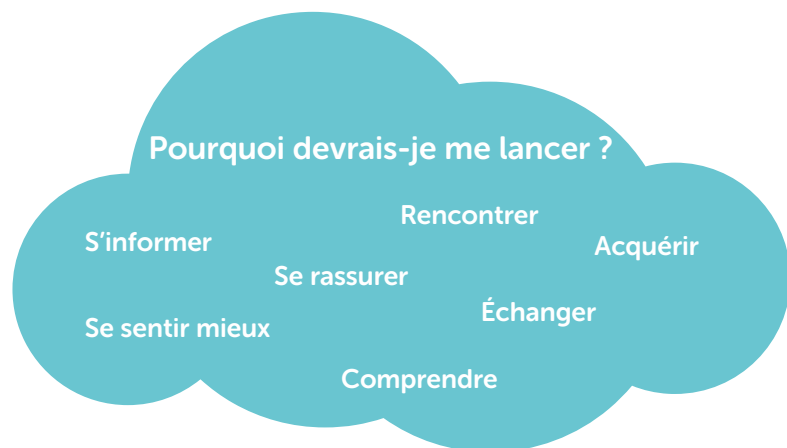 Pourquoi devrais-je me lancer ?
Rencontrer
S’informer
Acquérir
Se rassurer
Échanger
Se sentir mieux
Comprendre